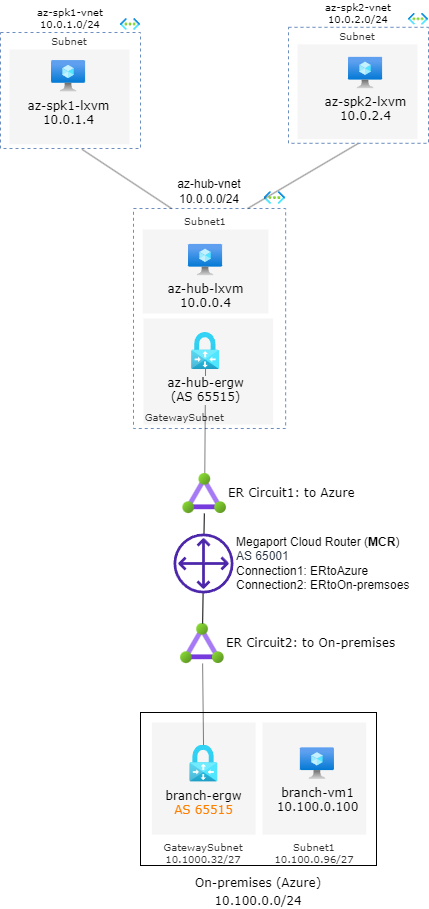 az-spk1-vnet
10.0.1.0/24
Subnet
az-spk1-lxvm
10.0.1.4
az-spk2-vnet
10.0.2.0/24
Subnet
az-spk2-lxvm
10.0.2.4
az-hub-vnet
10.0.0.0/24
Subnet1
az-hub-lxvm
10.0.0.4
az-hub-ergw
(AS 65515)
GatewaySubnet
ER Circuit1: to Azure
Megaport Cloud Router (MCR)
AS 65001
Connection1: ERtoAzure
Connection2: ERtoOn-premsoes
ER Circuit2: to On-premises
branch-ergw
AS 65515
GatewaySubnet
10.1000.32/27
branch-vm1
10.100.0.100
Subnet1
10.100.0.96/27
On-premises (Azure)
10.100.0.0/24